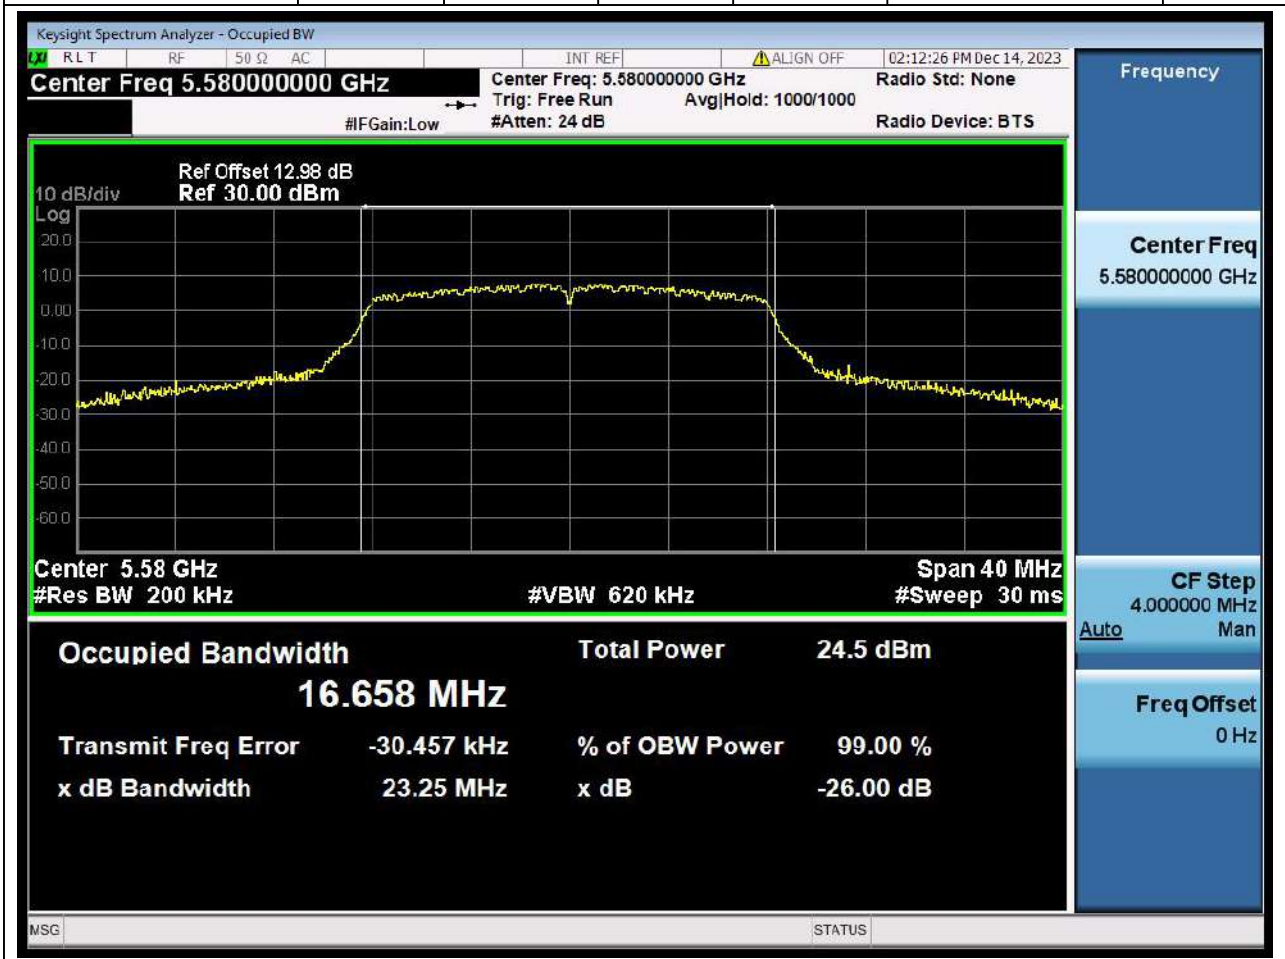 Keysight Spectrum Analyzer - Occupied BW
LXI RLT RF 50 Ω AC INT REF ALIGN OFF 02:12:26 PM Dec 14, 2023
Center Freq 5.580000000 GHz
Center Freq: 5.580000000 GHz
Radio Std: None
Trig: Free Run Avg|Hold: 1000/1000
#IFGain:Low #Atten: 24 dB Radio Device: BTS
Ref Offset 12.98 dB
10 dB/div Ref 30.00 dBm
Log
20.0
10.0
0.00
-10.0
-20.0
-30.0
-40.0
-50.0
-60.0
Center 5.58 GHz Span 40 MHz
#Res BW 200 kHz #VBW 620 kHz #Sweep 30 ms
Occupied Bandwidth Total Power 24.5 dBm
16.658 MHz
Transmit Freq Error -30.457 kHz % of OBW Power 99.00 %
x dB Bandwidth 23.25 MHz x dB -26.00 dB
MSG STATUS
Frequency
Center Freq
5.580000000 GHz
CF Step
4.000000 MHz
Auto Man
Freq Offset
0 Hz